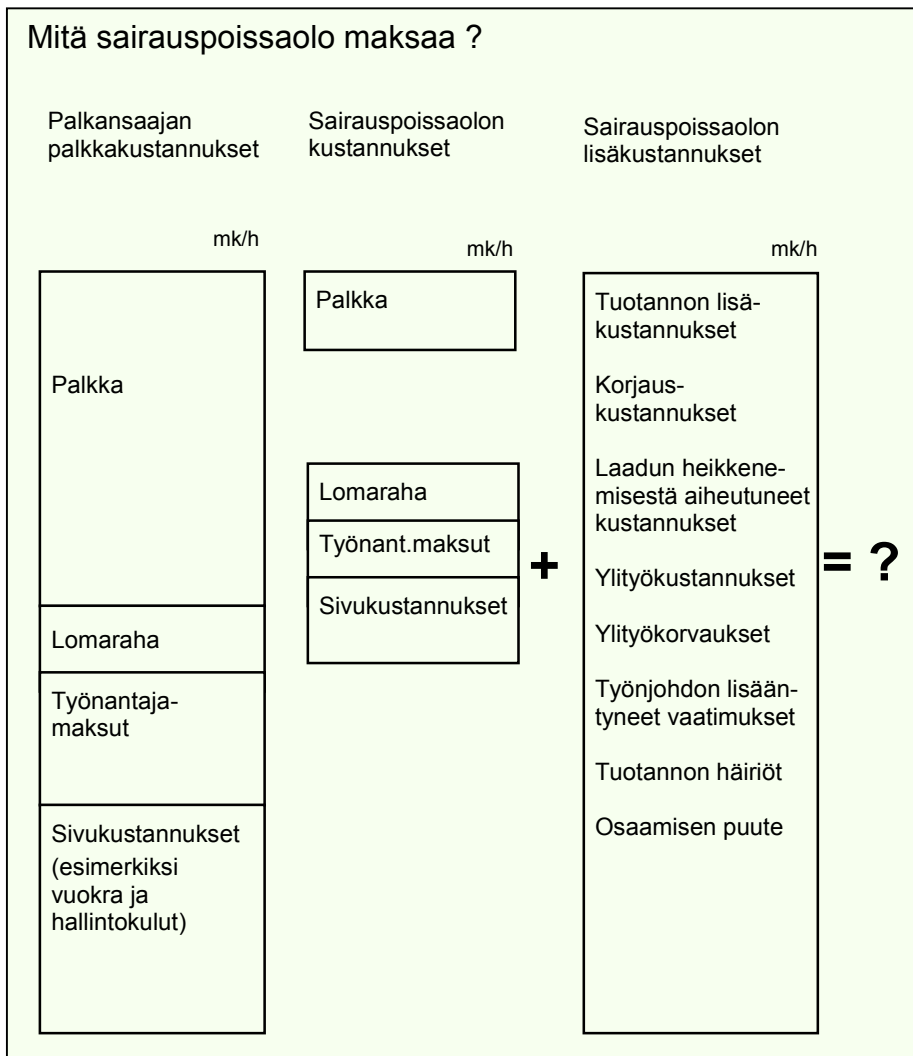 Mitä sairauspoissaolo maksaa ?
Palkansaajan
palkkakustannukset
mk/h
Palkka
Lomaraha
Työnantaja-
maksut
Sivukustannukset
(esimerkiksi
vuokra ja
hallintokulut)
Sairauspoissaolon
kustannukset
mk/h
Palkka
Lomaraha
Työnant.maksut
Sivukustannukset
+
Sairauspoissaolon
lisäkustannukset
mk/h
Tuotannon lisä-
kustannukset
Korjaus-
kustannukset
Laadun heikkene-
misestä aiheutuneet
kustannukset
Ylityökustannukset
Ylityökorvaukset
Työnjohdon lisään-
tyneet vaatimukset
Tuotannon häiriöt
Osaamisen puute
= ?